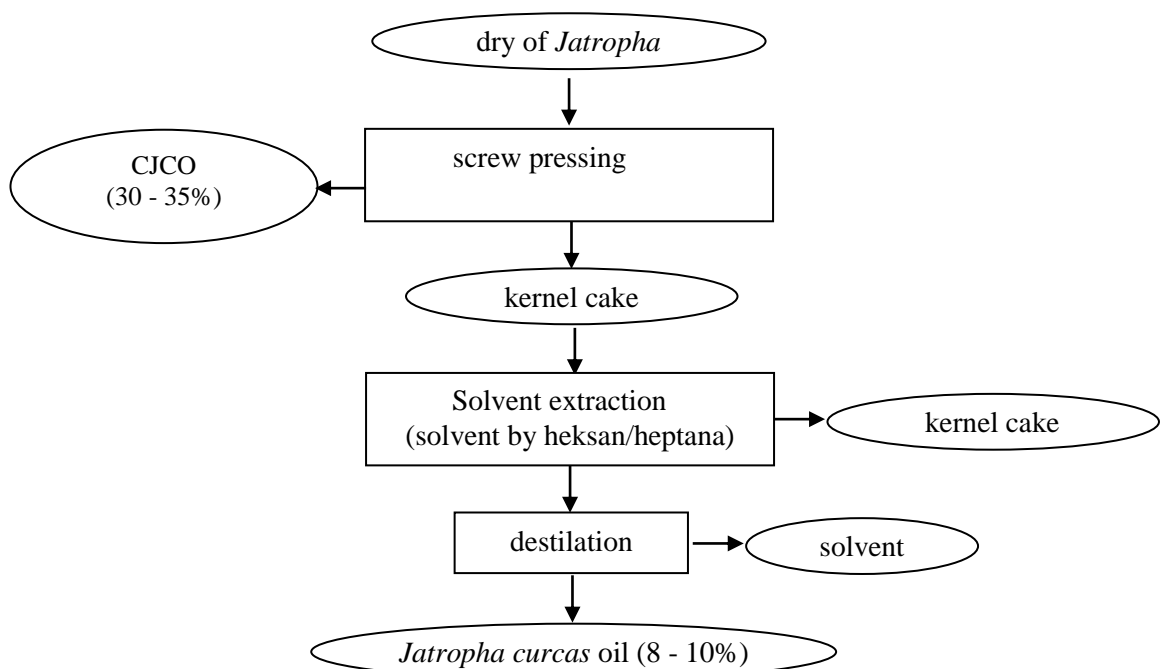 dry of Jatropha
screw pressing
CJCO
(30 - 35%)
kernel cake
Solvent extraction
(solvent by heksan/heptana)
kernel cake
destilation
solvent
Jatropha curcas oil (8 - 10%)